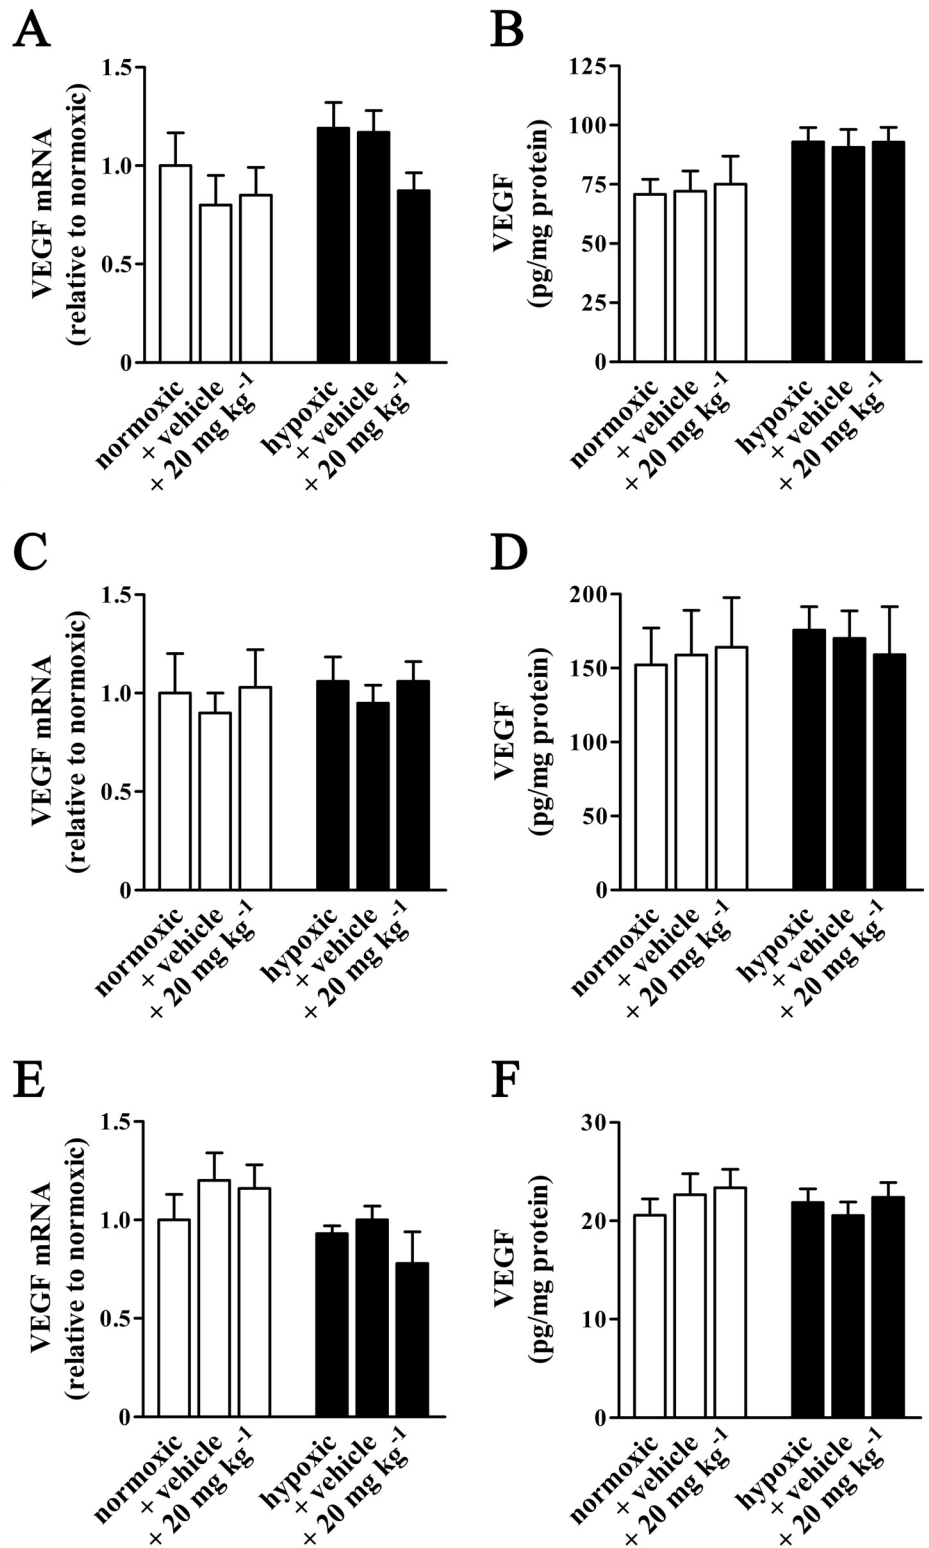 A
VEGF mRNA
(relative to normoxic)
1.5
1.0
0.5
0
normoxic
+ vehicle
+ 20 mg kg⁻¹
hypoxic
+ vehicle
+ 20 mg kg⁻¹
B
VEGF
(pg/mg protein)
125
100
75
50
25
0
normoxic
+ vehicle
+ 20 mg kg⁻¹
hypoxic
+ vehicle
+ 20 mg kg⁻¹
C
VEGF mRNA
(relative to normoxic)
1.5
1.0
0.5
0
normoxic
+ vehicle
+ 20 mg kg⁻¹
hypoxic
+ vehicle
+ 20 mg kg⁻¹
D
VEGF
(pg/mg protein)
200
150
100
50
0
normoxic
+ vehicle
+ 20 mg kg⁻¹
hypoxic
+ vehicle
+ 20 mg kg⁻¹
E
VEGF mRNA
(relative to normoxic)
1.5
1.0
0.5
0
normoxic
+ vehicle
+ 20 mg kg⁻¹
hypoxic
+ vehicle
+ 20 mg kg⁻¹
F
VEGF
(pg/mg protein)
30
20
10
0
normoxic
+ vehicle
+ 20 mg kg⁻¹
hypoxic
+ vehicle
+ 20 mg kg⁻¹